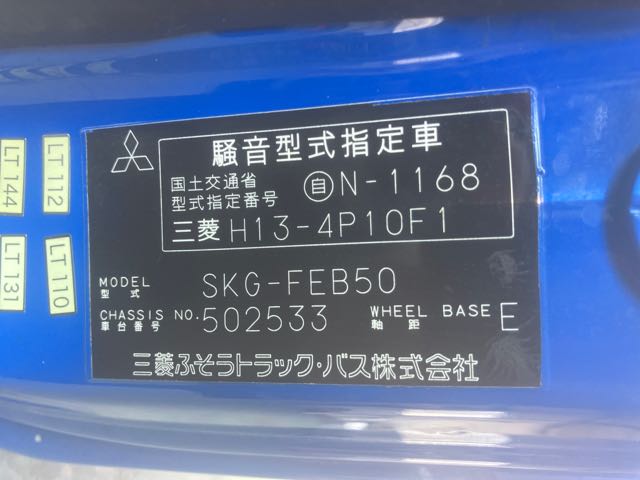 騒音型式指定車
国土交通省
型式指定番号
自 N-1168
三菱 H13-4P10F1
MODEL
型式
SKG-FEB50
CHASSIS NO.
車台番号
502533
WHEEL BASE
軸距
E
三菱ふそうトラック・バス株式会社
LT 144
LT 112
LT 131
LT 110